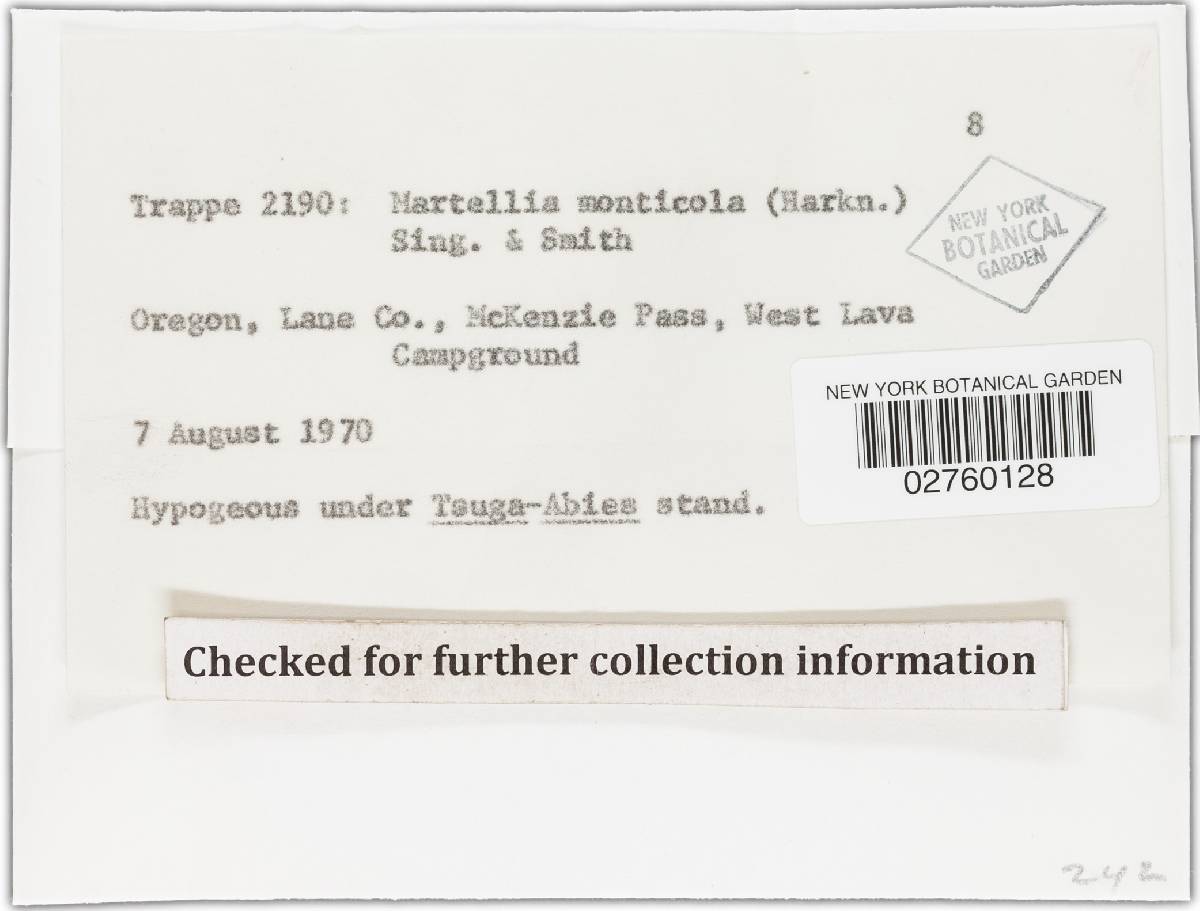 8
Trappe 2190: Martellia monticola (Harkn.)
Sing. & Smith
NEW YORK
BOTANICAL
GARDEN
Oregon, Lane Co., McKenzie Pass, West Lava
Campground
NEW YORK BOTANICAL GARDEN
02760128
7 August 1970
Hypogeous under Tsuga-Abies stand.
Checked for further collection information
242